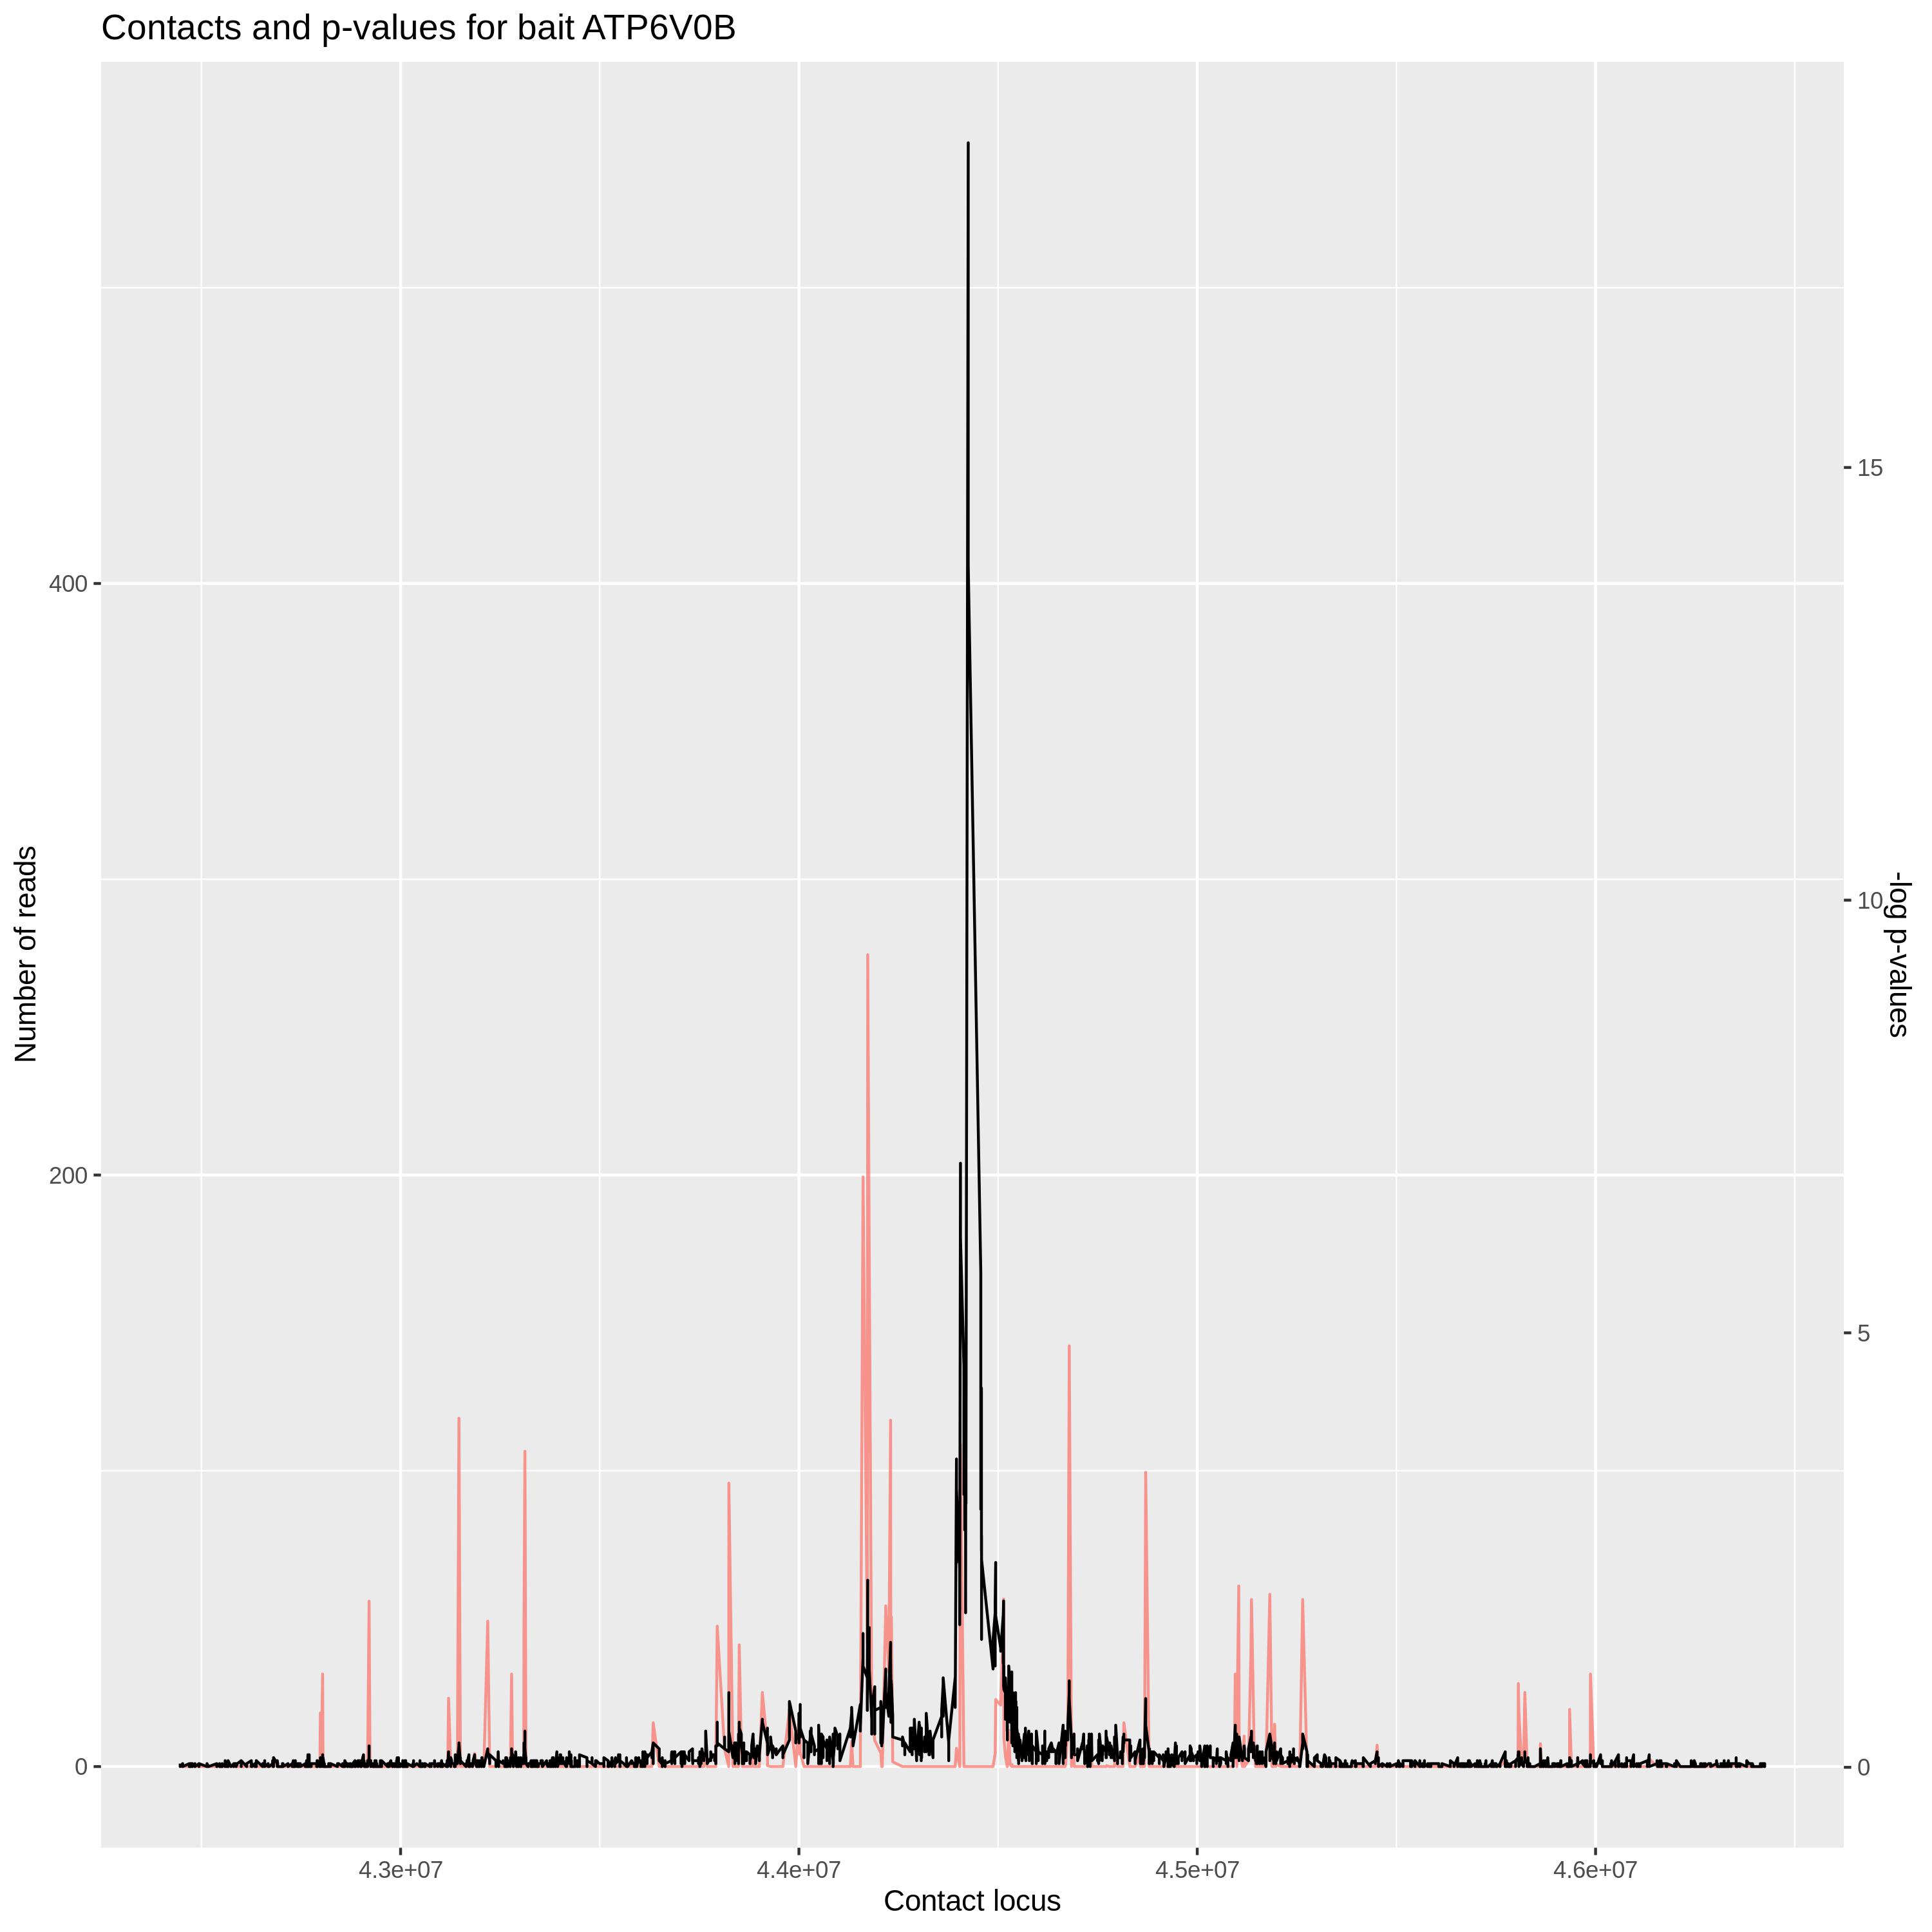 Contacts and p-values for bait ATP6V0B
Number of reads
400
200
0
15
10
5
0
-log p-values
4.3e+07
4.4e+07
4.5e+07
4.6e+07
Contact locus